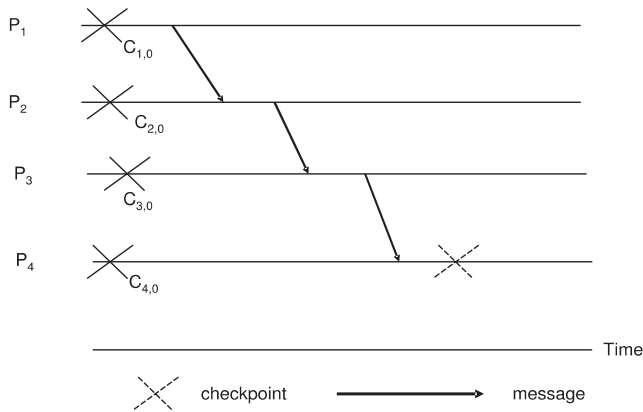 P1
C1,0
P2
C2,0
P3
C3,0
P4
C4,0
Time
checkpoint message